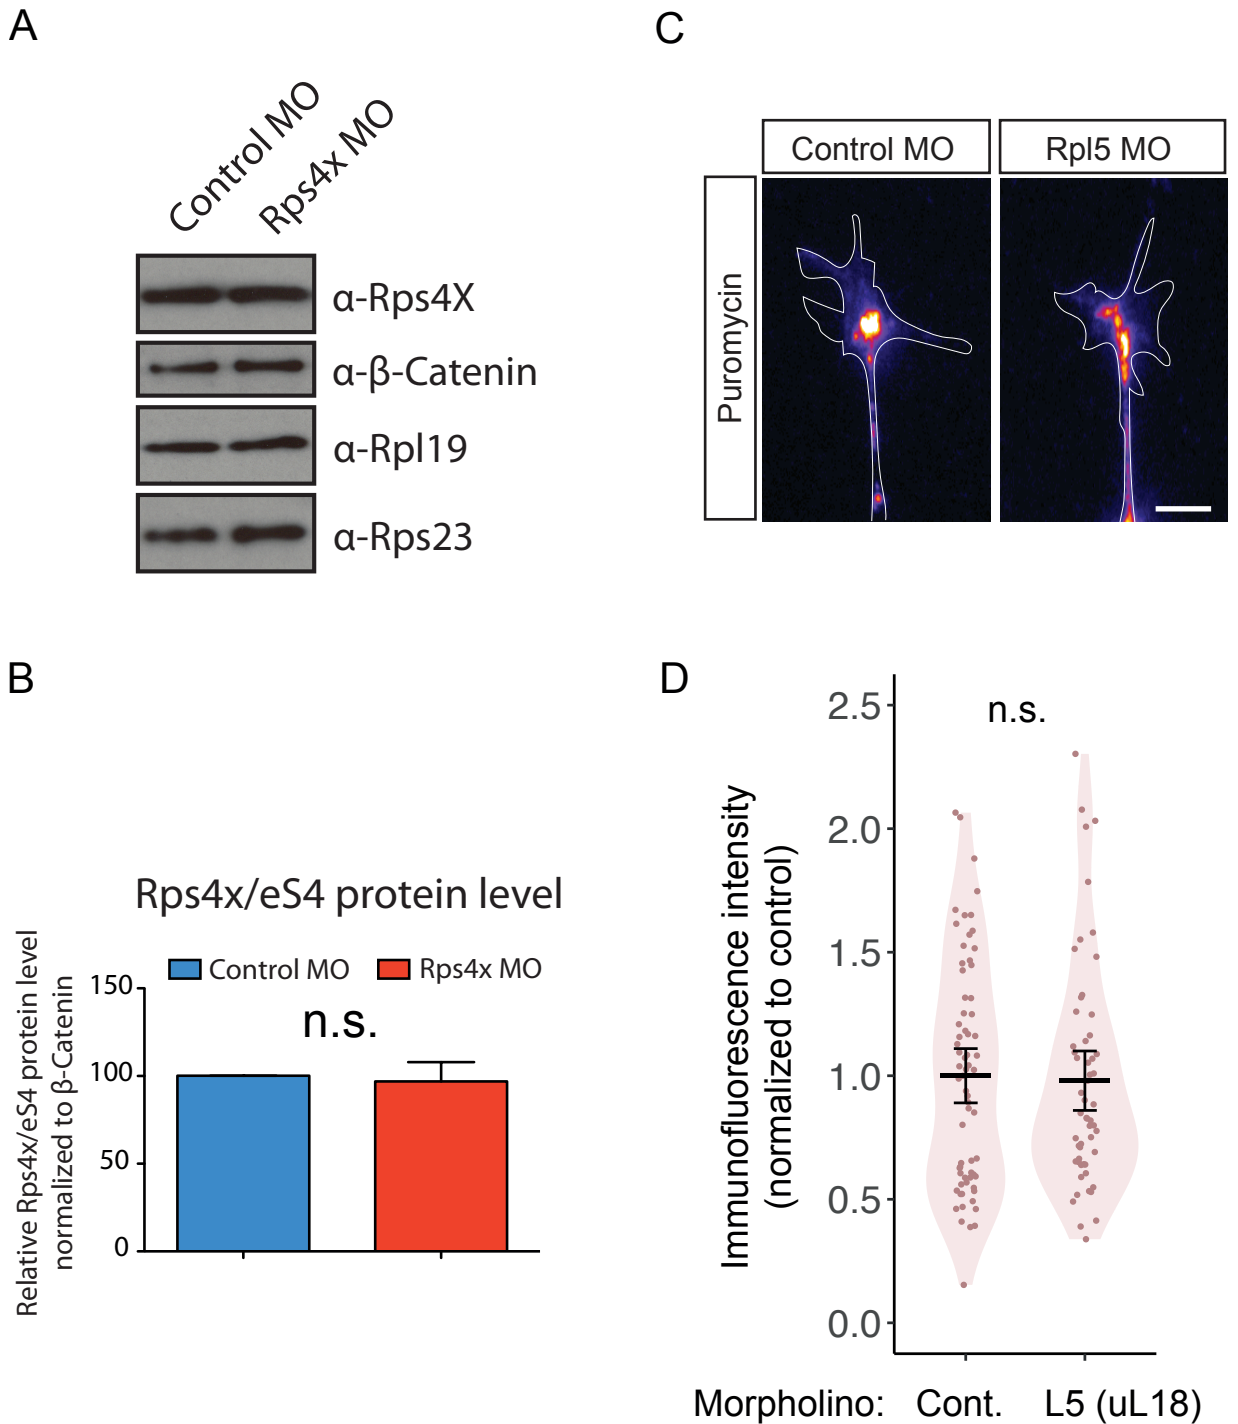 A
Control MO
Rps4x MO
α-Rps4X
α-β-Catenin
α-Rpl19
α-Rps23
B
Rps4x/eS4 protein level
Control MO
Rps4x MO
Relative Rps4x/eS4 protein level
normalized to β-Catenin
150
100
50
0
n.s.
C
Control MO
Rpl5 MO
Puromycin
D
Immunofluorescence intensity
(normalized to control)
2.5
2.0
1.5
1.0
0.5
0.0
n.s.
Morpholino: Cont. L5 (uL18)